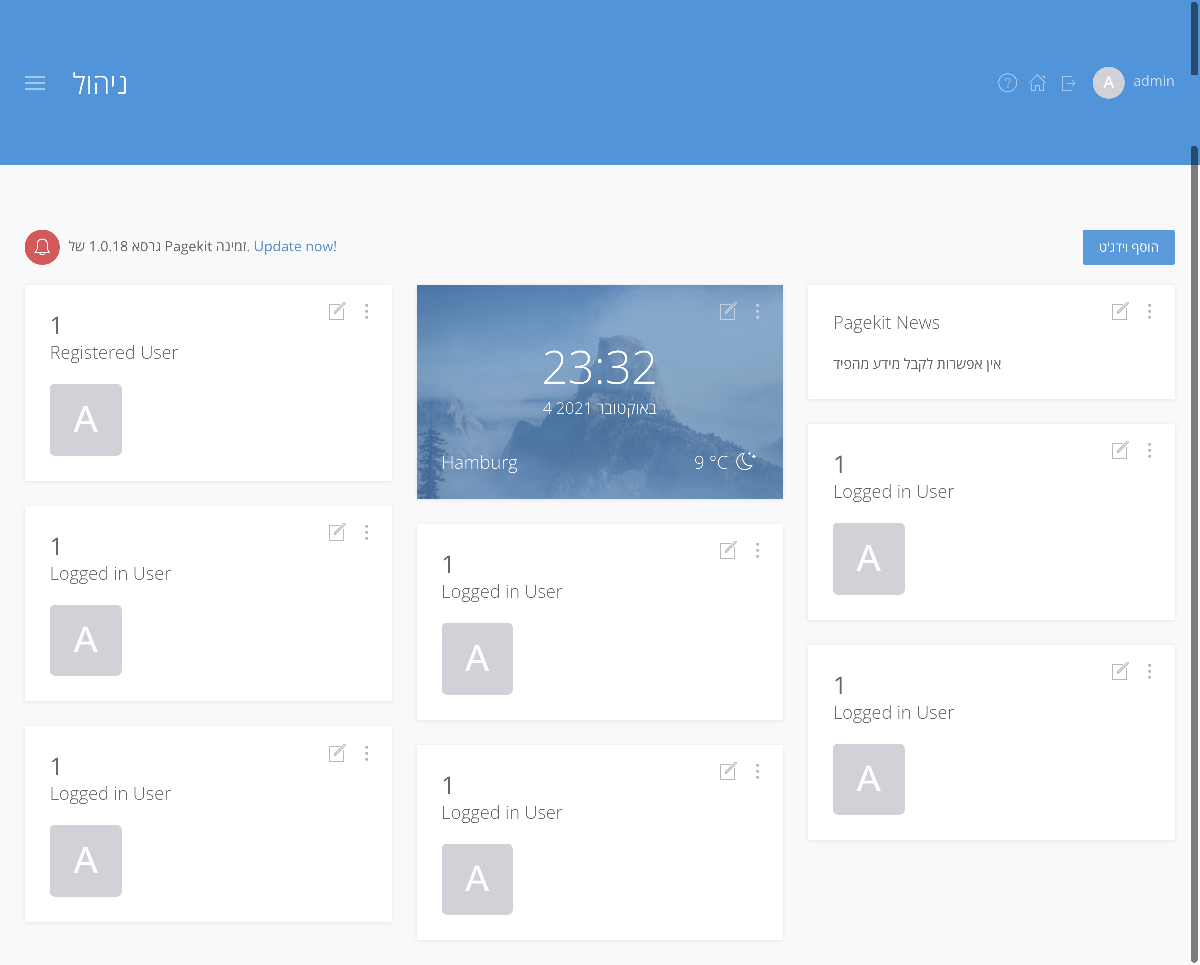 ניהול
A admin
גרסא 1.0.18 של Pagekit זמינה. Update now!
הוסף וידג'ט
1
Registered User
A
1
Logged in User
A
1
Logged in User
A
23:32
4 באוקטובר 2021
Hamburg 9 °C
1
Logged in User
A
1
Logged in User
A
Pagekit News
אין אפשרות לקבל מידע מהפיד
1
Logged in User
A
1
Logged in User
A